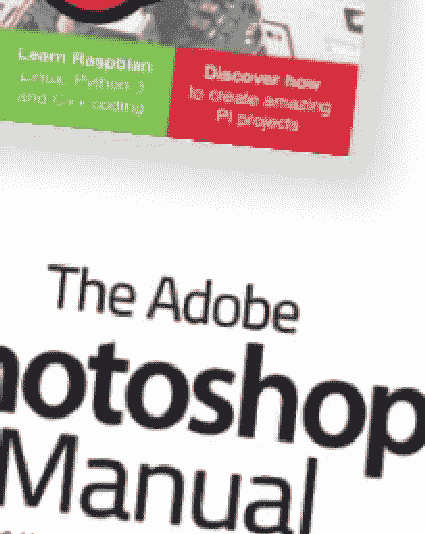 Learn Raspbian
Linux, Python 3
and C++ coding
Discover how
to create amazing
Pi projects
The Adobe
hotoshop
Manual